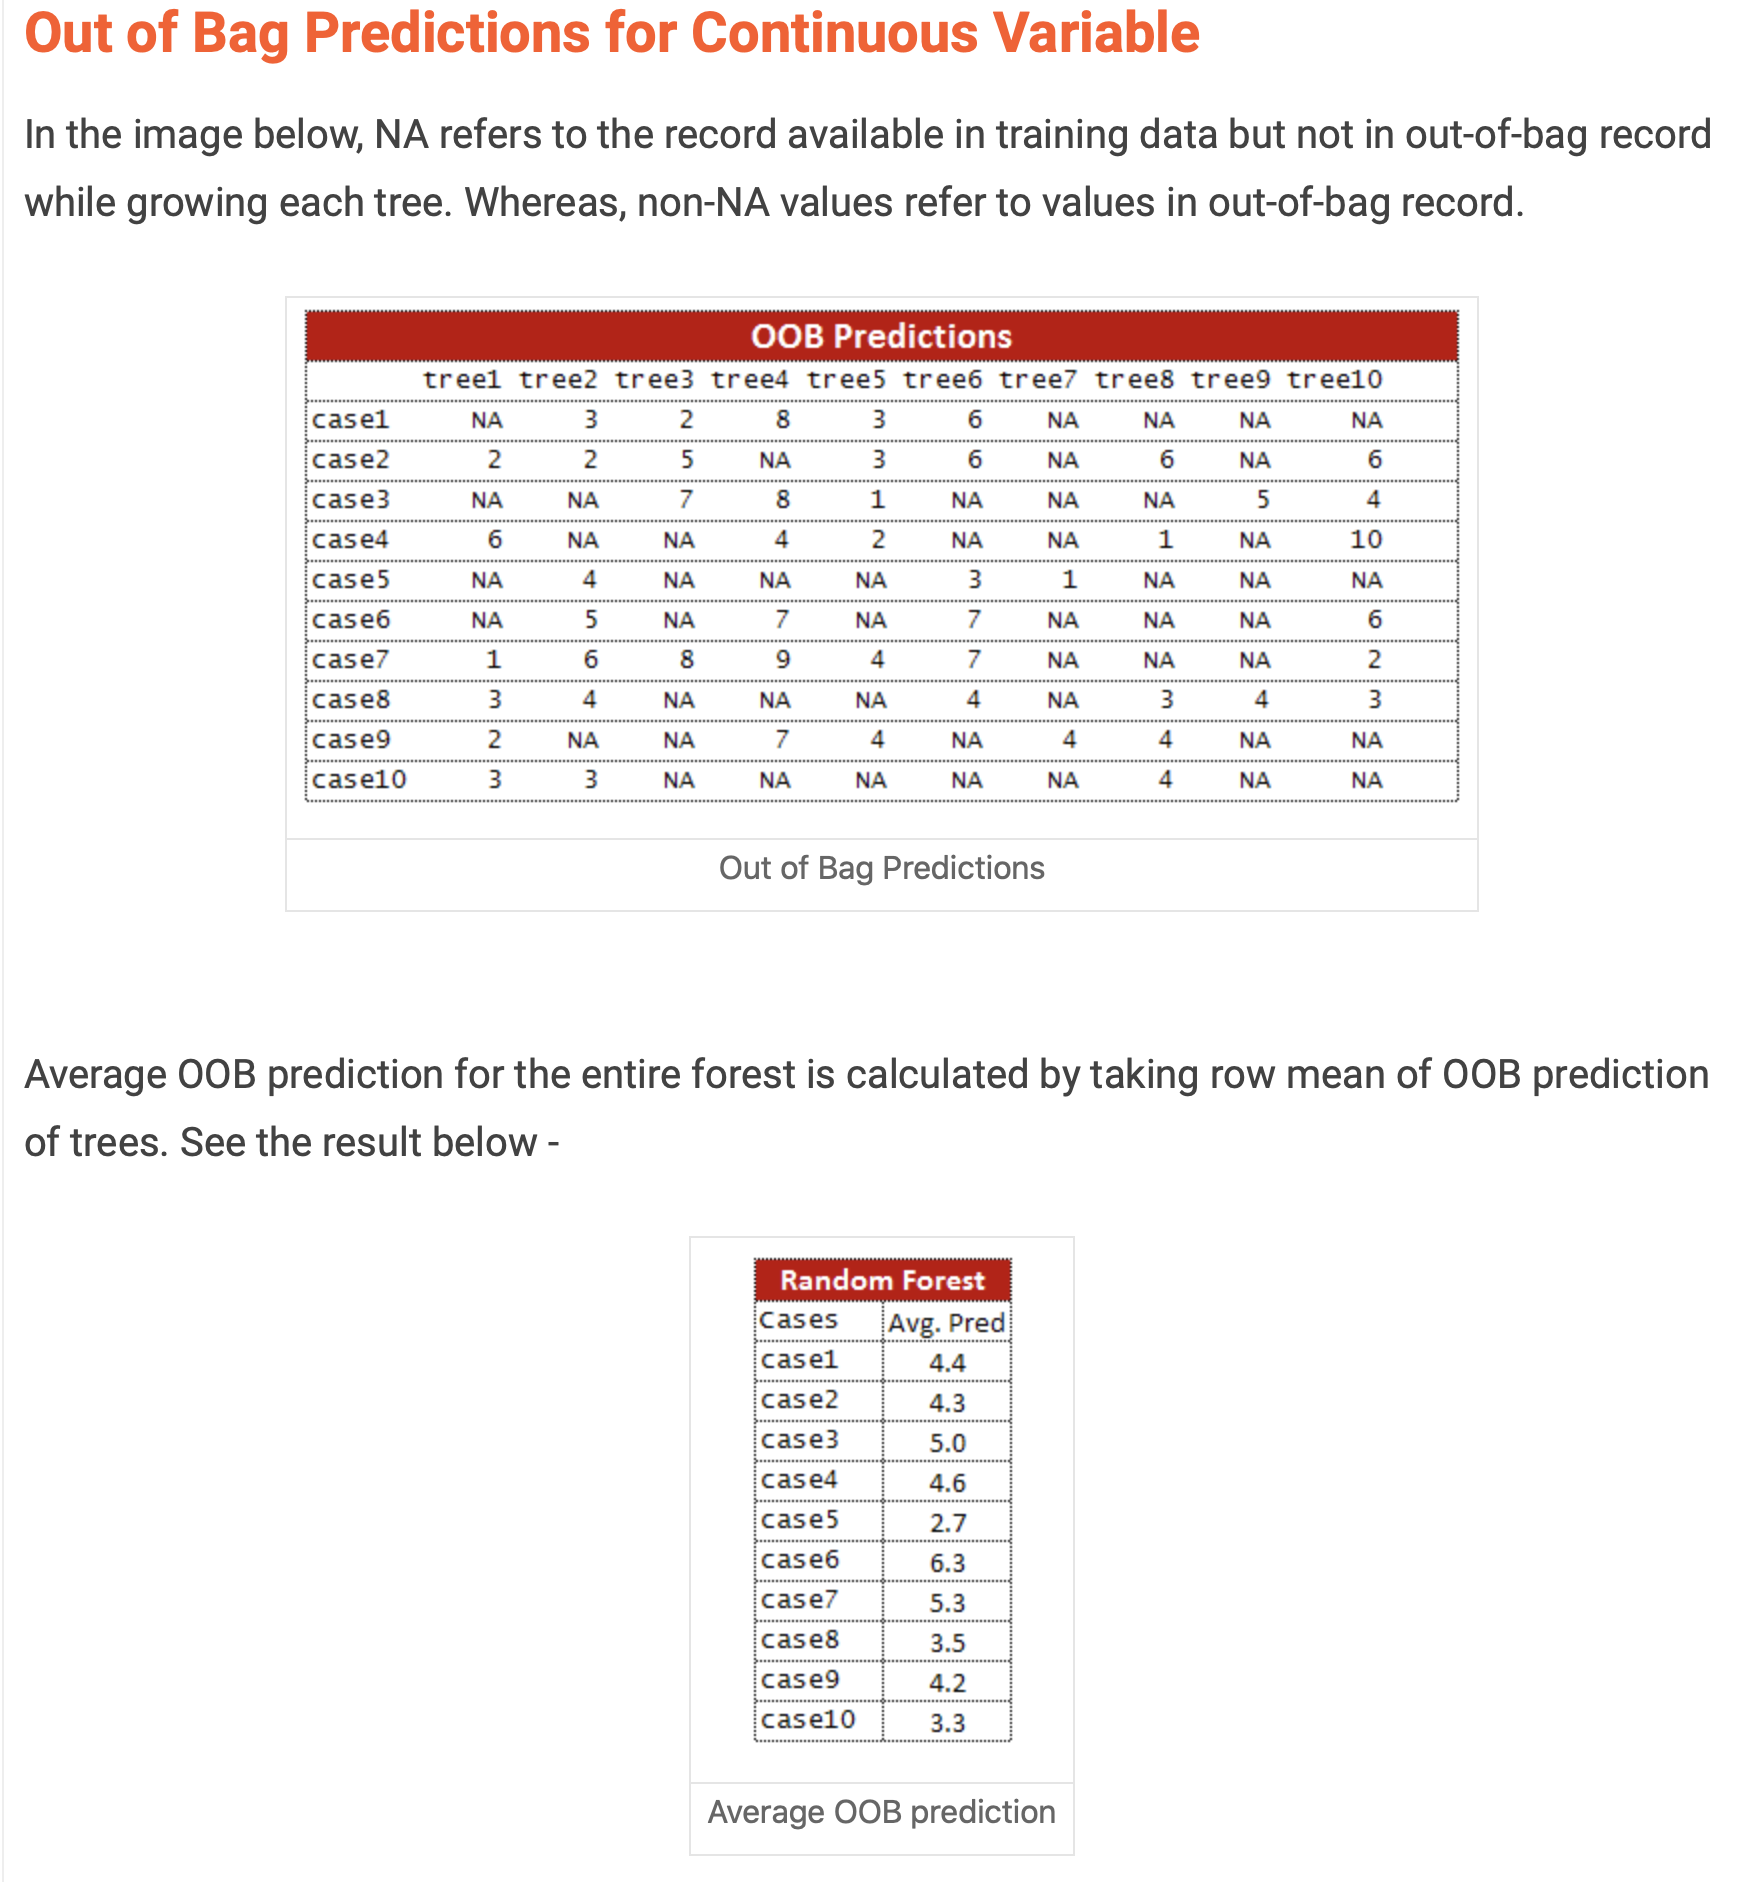 Out of Bag Predictions for Continuous Variable
In the image below, NA refers to the record available in training data but not in out-of-bag record
while growing each tree. Whereas, non-NA values refer to values in out-of-bag record.
OOB Predictions
tree1 tree2 tree3 tree4 tree5 tree6 tree7 tree8 tree9 tree10
case1 NA 3 2 8 3 6 NA NA NA NA
case2 2 2 5 NA 3 6 NA 6 NA 6
case3 NA NA 7 8 1 NA NA NA 5 4
case4 6 NA NA 4 2 NA NA 1 NA 10
case5 NA 4 NA NA NA 3 1 NA NA NA
case6 NA 5 NA 7 NA 7 NA NA NA 6
case7 1 6 8 9 4 7 NA NA NA 2
case8 3 4 NA NA NA 4 NA 3 4 3
case9 2 NA NA 7 4 NA 4 4 NA NA
case10 3 3 NA NA NA NA NA 4 NA NA
Out of Bag Predictions
Average OOB prediction for the entire forest is calculated by taking row mean of OOB prediction
of trees. See the result below -
Random Forest
Cases Avg. Pred
case1 4.4
case2 4.3
case3 5.0
case4 4.6
case5 2.7
case6 6.3
case7 5.3
case8 3.5
case9 4.2
case10 3.3
Average OOB prediction